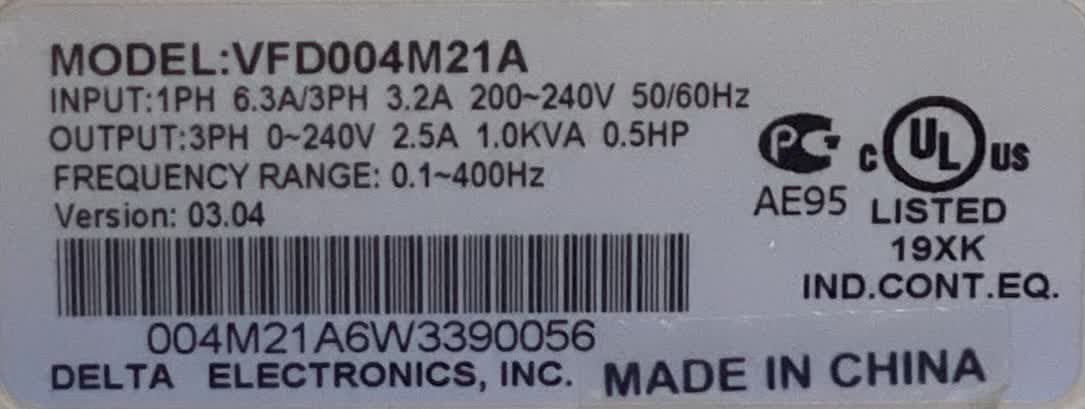 MODEL:VFD004M21A
INPUT:1PH 6.3A/3PH 3.2A 200~240V 50/60Hz
OUTPUT:3PH 0~240V 2.5A 1.0KVA 0.5HP
FREQUENCY RANGE: 0.1~400Hz
Version: 03.04
004M21A6W3390056
DELTA ELECTRONICS, INC.
PC
AE95
C UL US
LISTED
19XK
IND.CONT.EQ.
MADE IN CHINA